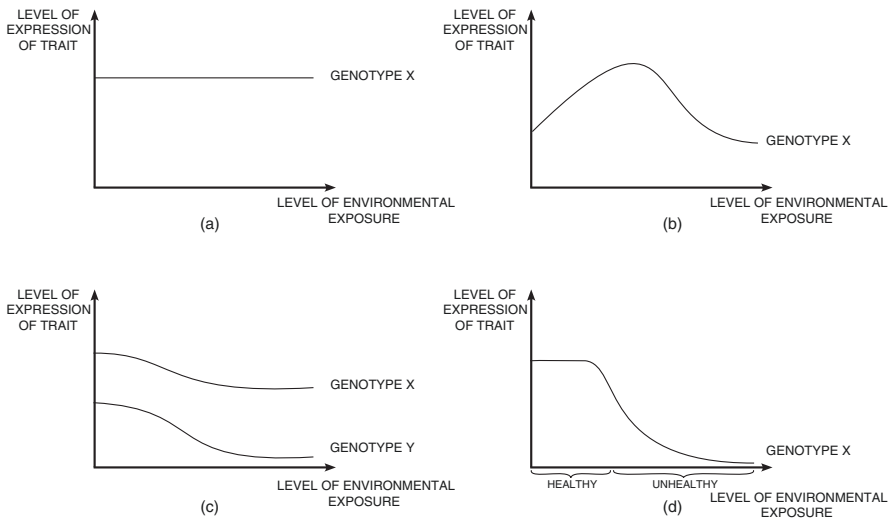 LEVEL OF
EXPRESSION
OF TRAIT
GENOTYPE X
LEVEL OF ENVIRONMENTAL
EXPOSURE
(a)
LEVEL OF
EXPRESSION
OF TRAIT
GENOTYPE X
LEVEL OF ENVIRONMENTAL
EXPOSURE
(b)
LEVEL OF
EXPRESSION
OF TRAIT
GENOTYPE X
GENOTYPE Y
LEVEL OF ENVIRONMENTAL
EXPOSURE
(c)
LEVEL OF
EXPRESSION
OF TRAIT
GENOTYPE X
HEALTHY
UNHEALTHY
LEVEL OF ENVIRONMENTAL
EXPOSURE
(d)